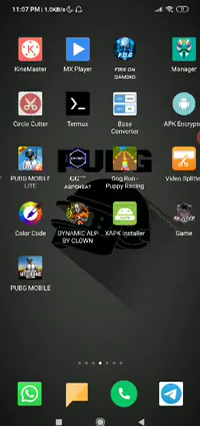 11:07 PM | 1.0KB/s
KineMaster
MX Player
FIRE ON GAMING
Manager
Circle Cutter
Termux
Base Converter
APK Encrypt
PUBG MOBILE LITE
Dog Run - Puppy Racing
Video Splitte
PUBG
Color Code
DYNAMIC ALP BY CLOWN
XAPK Installer
Game
PUBG MOBILE